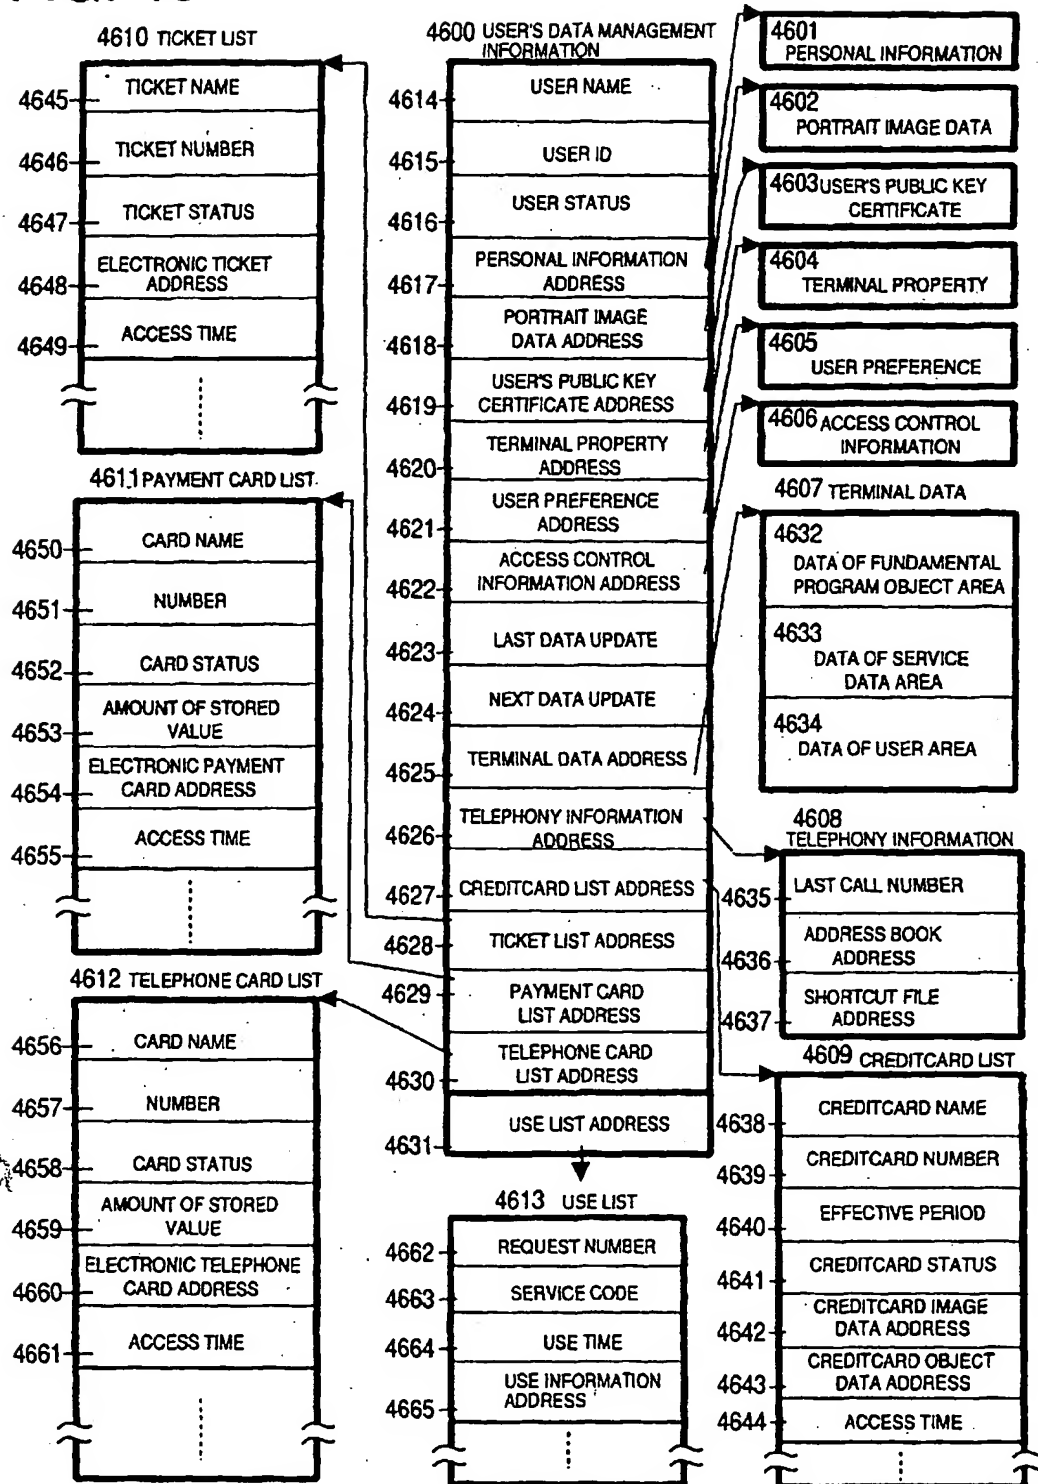 4610 TICKET LIST
4645 TICKET NAME
4646 TICKET NUMBER
4647 TICKET STATUS
4648 ELECTRONIC TICKET
ADDRESS
4649 ACCESS TIME
4611 PAYMENT CARD LIST
4650 CARD NAME
4651 NUMBER
4652 CARD STATUS
4653 AMOUNT OF STORED
VALUE
4654 ELECTRONIC PAYMENT
CARD ADDRESS
4655 ACCESS TIME
4612 TELEPHONE CARD LIST
4656 CARD NAME
4657 NUMBER
4658 CARD STATUS
4659 AMOUNT OF STORED
VALUE
4660 ELECTRONIC TELEPHONE
CARD ADDRESS
4661 ACCESS TIME
4600 USER'S DATA MANAGEMENT
INFORMATION
4614 USER NAME
4615 USER ID
4616 USER STATUS
4617 PERSONAL INFORMATION
ADDRESS
4618 PORTRAIT IMAGE
DATA ADDRESS
4619 USER'S PUBLIC KEY
CERTIFICATE ADDRESS
4620 TERMINAL PROPERTY
ADDRESS
4621 USER PREFERENCE
ADDRESS
4622 ACCESS CONTROL
INFORMATION ADDRESS
4623 LAST DATA UPDATE
4624 NEXT DATA UPDATE
4625 TERMINAL DATA ADDRESS
4626 TELEPHONY INFORMATION
ADDRESS
4627 CREDITCARD LIST ADDRESS
4628 TICKET LIST ADDRESS
4629 PAYMENT CARD
LIST ADDRESS
4630 TELEPHONE CARD
LIST ADDRESS
4631 USE LIST ADDRESS
4613 USE LIST
4662 REQUEST NUMBER
4663 SERVICE CODE
4664 USE TIME
4665 USE INFORMATION
ADDRESS
4601
PERSONAL INFORMATION
4602
PORTRAIT IMAGE DATA
4603 USER'S PUBLIC KEY
CERTIFICATE
4604
TERMINAL PROPERTY
4605
USER PREFERENCE
4606 ACCESS CONTROL
INFORMATION
4607 TERMINAL DATA
4632
DATA OF FUNDAMENTAL
PROGRAM OBJECT AREA
4633
DATA OF SERVICE
DATA AREA
4634
DATA OF USER AREA
4608
TELEPHONY INFORMATION
4635 LAST CALL NUMBER
4636 ADDRESS BOOK
ADDRESS
4637 SHORTCUT FILE
ADDRESS
4609 CREDITCARD LIST
4638 CREDITCARD NAME
4639 CREDITCARD NUMBER
4640 EFFECTIVE PERIOD
4641 CREDITCARD STATUS
4642 CREDITCARD IMAGE
DATA ADDRESS
4643 CREDITCARD OBJECT
DATA ADDRESS
4644 ACCESS TIME